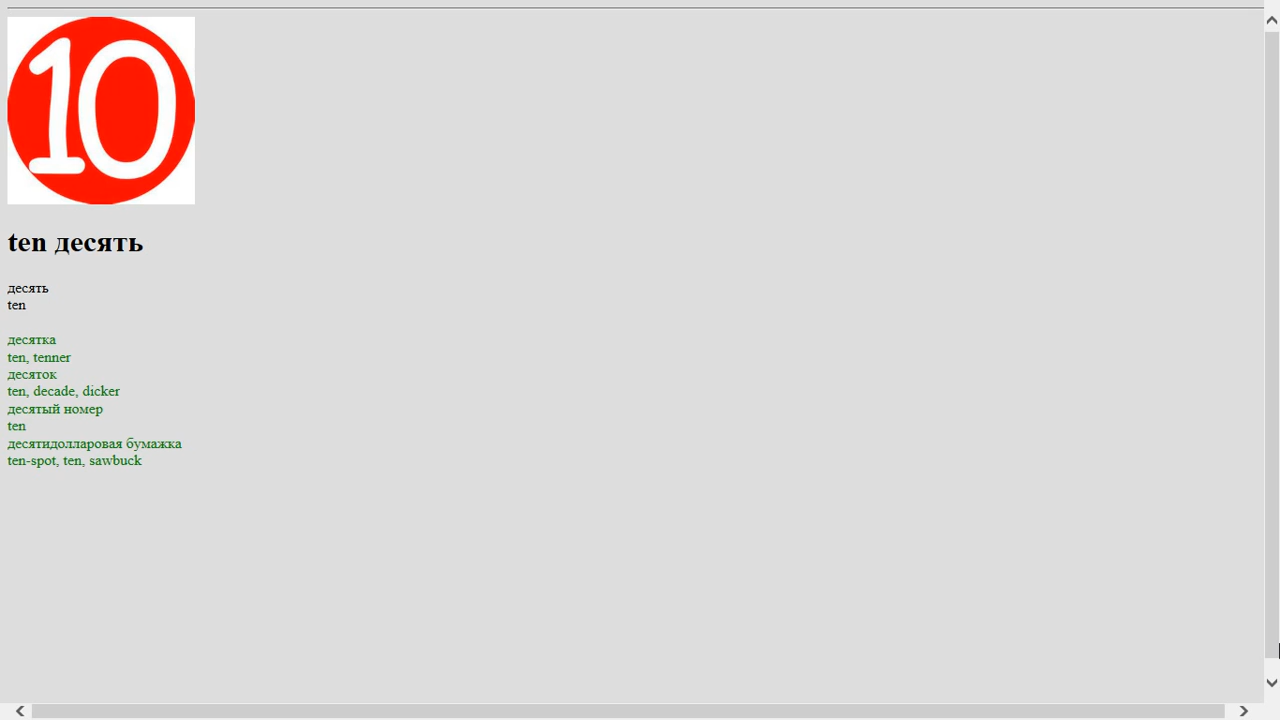 10
ten десять
десять
ten
десятка
ten, tenner
десяток
ten, decade, dicker
десятый номер
ten
десятидолларовая бумажка
ten-spot, ten, sawbuck